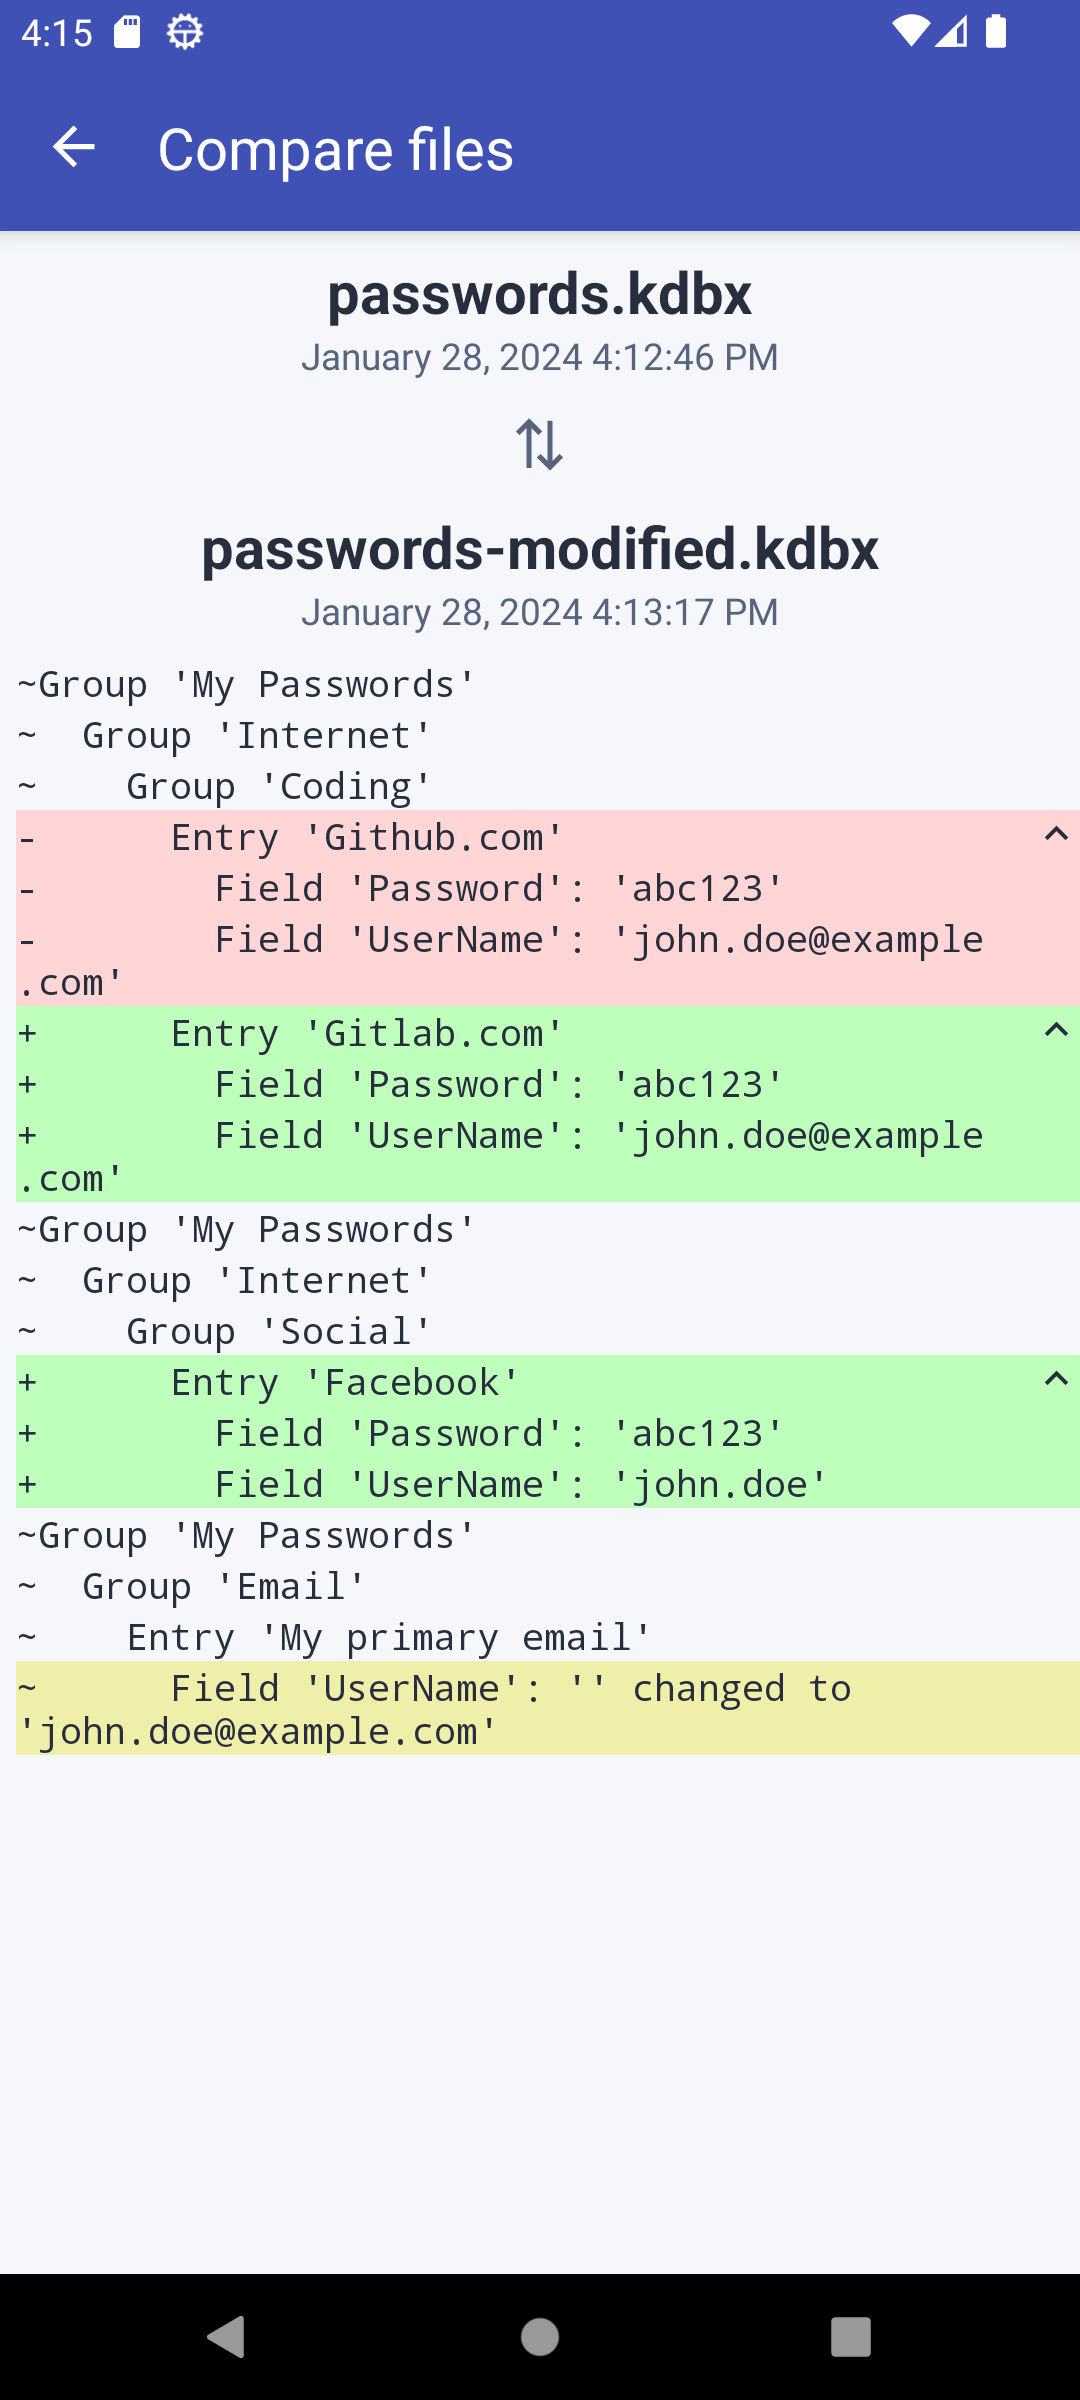 4:15
Compare files
passwords.kdbx
January 28, 2024 4:12:46 PM
passwords-modified.kdbx
January 28, 2024 4:13:17 PM
~Group 'My Passwords'
~  Group 'Internet'
~    Group 'Coding'
-      Entry 'Github.com'
-        Field 'Password': 'abc123'
-        Field 'UserName': 'john.doe@example
.com'
+      Entry 'Gitlab.com'
+        Field 'Password': 'abc123'
+        Field 'UserName': 'john.doe@example
.com'
~Group 'My Passwords'
~  Group 'Internet'
~    Group 'Social'
+      Entry 'Facebook'
+        Field 'Password': 'abc123'
+        Field 'UserName': 'john.doe'
~Group 'My Passwords'
~  Group 'Email'
~    Entry 'My primary email'
~      Field 'UserName': '' changed to
'john.doe@example.com'